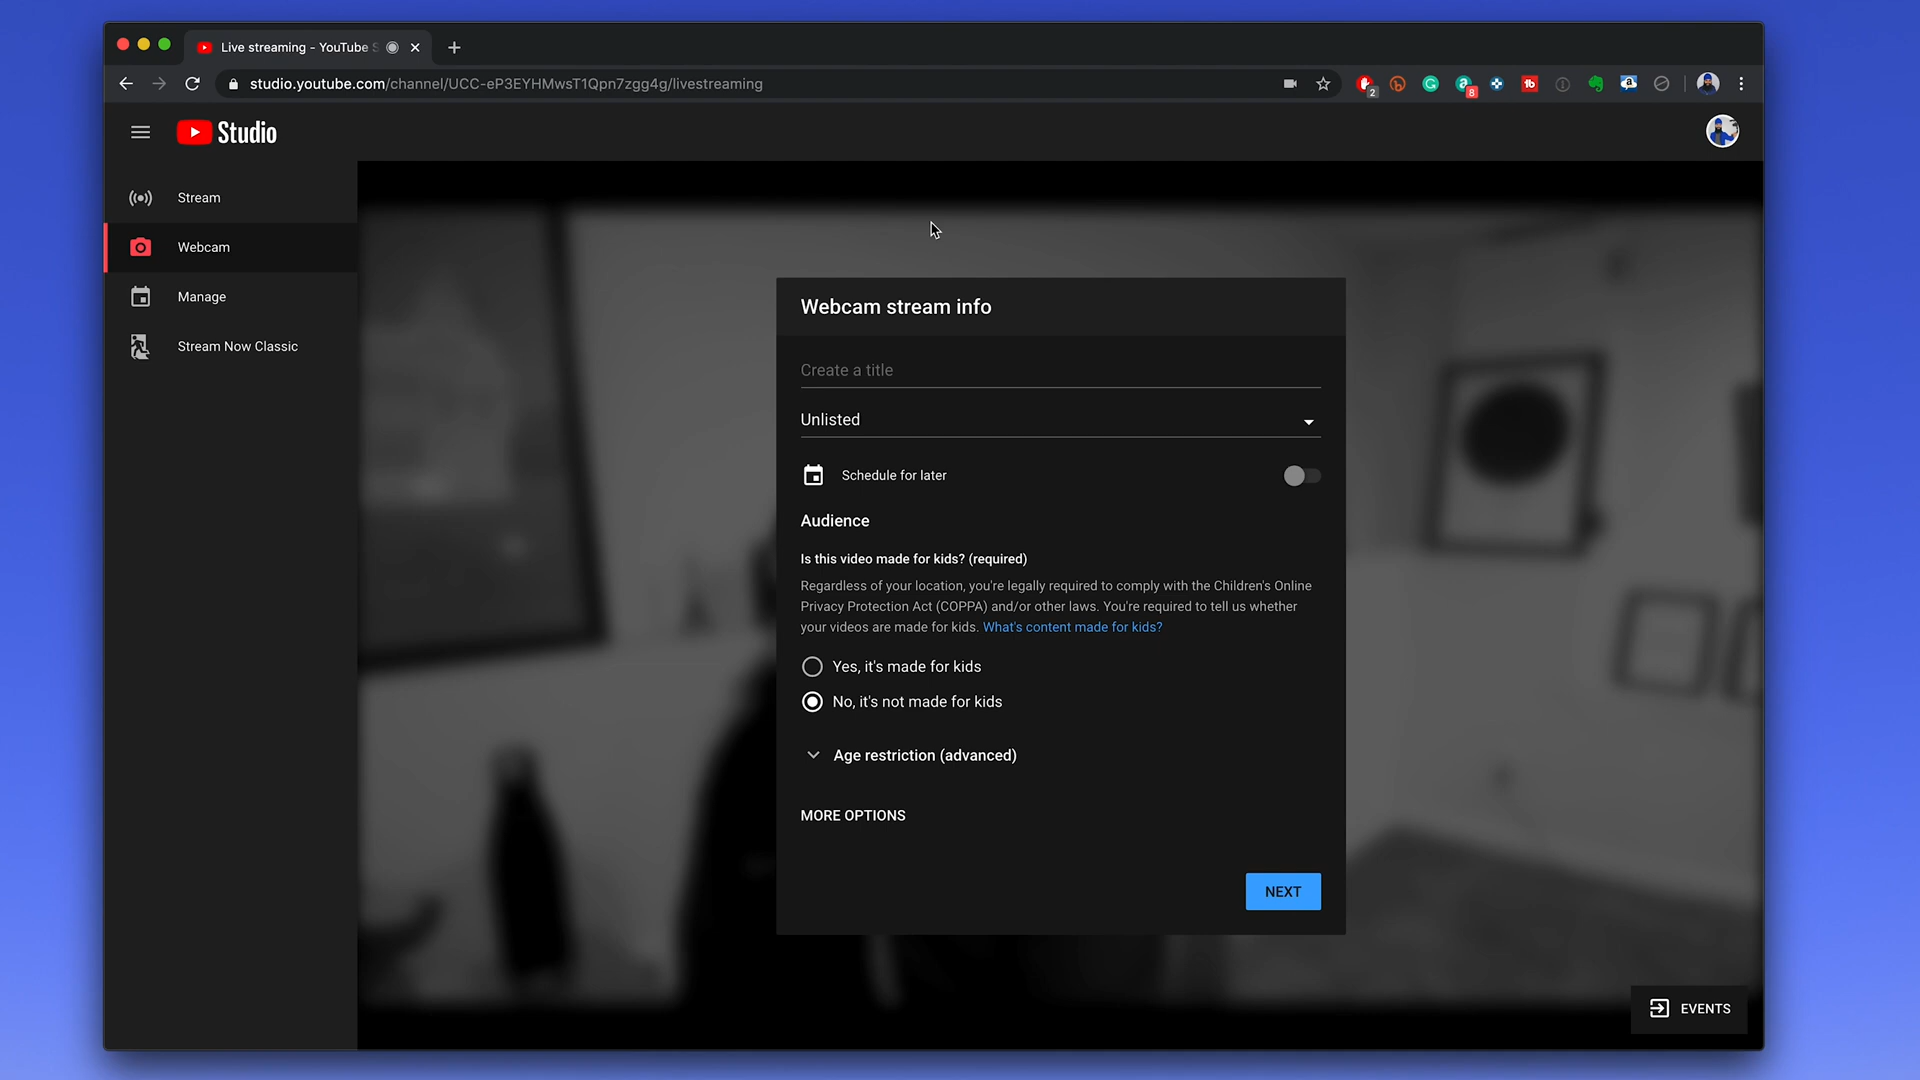 Live streaming - YouTube S
studio.youtube.com/channel/UCC-eP3EYHMwsT1Qpn7zgg4g/livestreaming
2
8
tb
Studio
Stream
Webcam
Manage
Stream Now Classic
Webcam stream info
Create a title
Unlisted
Schedule for later
Audience
Is this video made for kids? (required)
Regardless of your location, you're legally required to comply with the Children's Online
Privacy Protection Act (COPPA) and/or other laws. You're required to tell us whether
your videos are made for kids. What's content made for kids?
Yes, it's made for kids
No, it's not made for kids
Age restriction (advanced)
MORE OPTIONS
NEXT
EVENTS